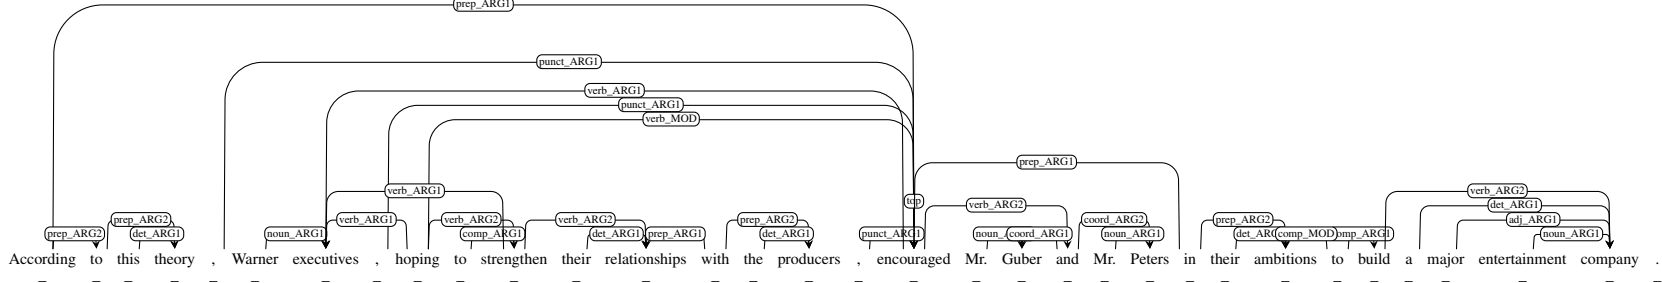 prep_ARG1
punct_ARG1
verb_ARG1
punct_ARG1
verb_MOD
prep_ARG1
verb_ARG1 verb_ARG2
top verb_ARG2 det_ARG1
prep_ARG2 verb_ARG1 verb_ARG2 verb_ARG2 prep_ARG2 coord_ARG2 prep_ARG2 adj_ARG1
prep_ARG2 det_ARG1 noun_ARG1 comp_ARG1 det_ARG1 prep_ARG1 det_ARG1 punct_ARG1 coord_ARG1 noun_ARG1 comp_MOD noun_ARG1
According to this theory , Warner executives , hoping to strengthen their relationships with the producers , encouraged Mr. Guber and Mr. Peters in their ambitions to build a major entertainment company .